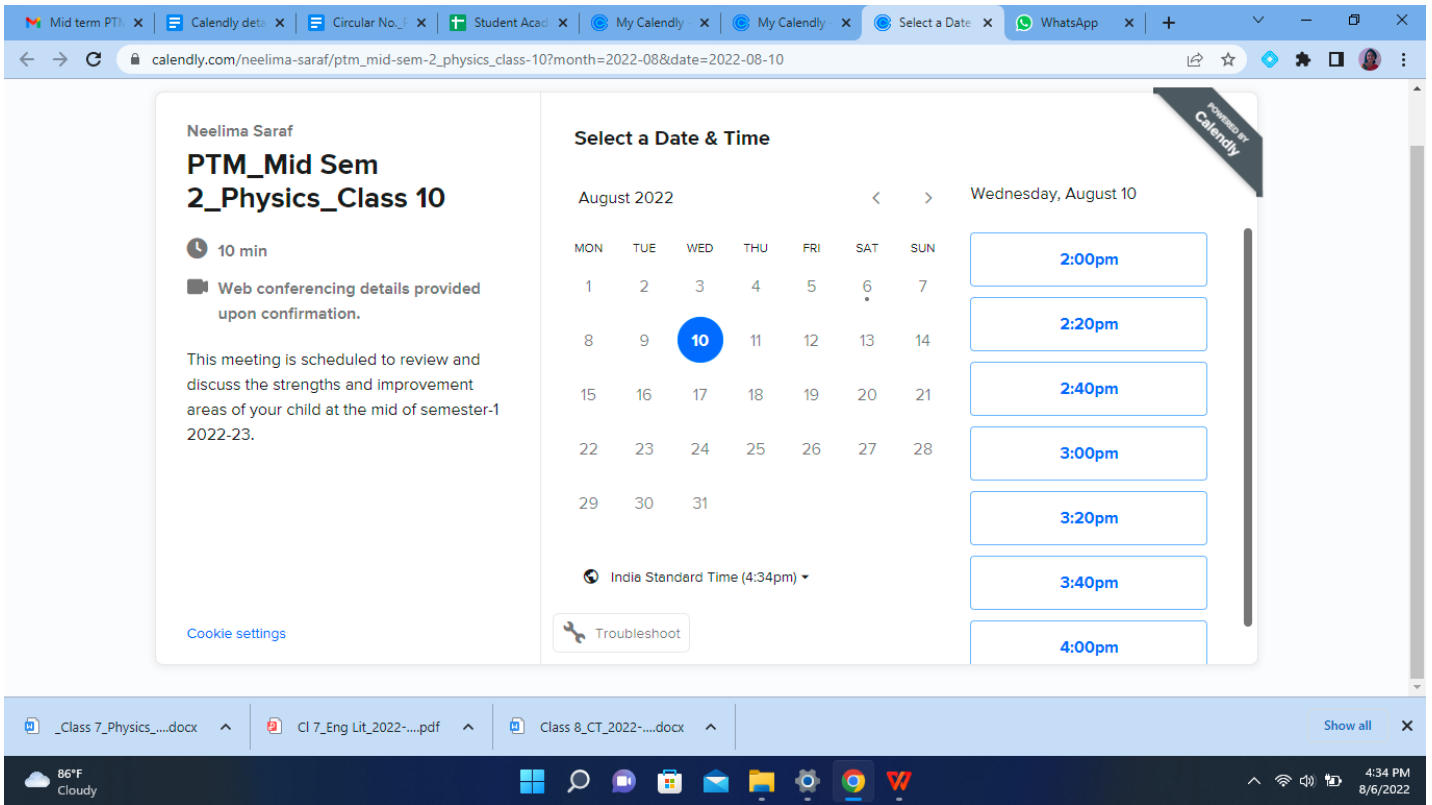 Mid term PTM
Calendly deta
Circular No._F
Student Acad
My Calendly -
My Calendly -
Select a Date
WhatsApp
calendly.com/neelima-saraf/ptm_mid-sem-2_physics_class-10?month=2022-08&date=2022-08-10
POWERED BY
Calendly
Neelima Saraf
PTM_Mid Sem
2_Physics_Class 10
10 min
Web conferencing details provided
upon confirmation.
This meeting is scheduled to review and
discuss the strengths and improvement
areas of your child at the mid of semester-1
2022-23.
Cookie settings
Select a Date & Time
August 2022
MON TUE WED THU FRI SAT SUN
1 2 3 4 5 6 7
8 9 10 11 12 13 14
15 16 17 18 19 20 21
22 23 24 25 26 27 28
29 30 31
India Standard Time (4:34pm)
Troubleshoot
Wednesday, August 10
2:00pm
2:20pm
2:40pm
3:00pm
3:20pm
3:40pm
4:00pm
_Class 7_Physics_....docx
Cl 7_Eng Lit_2022-....pdf
Class 8_CT_2022-....docx
Show all
86°F
Cloudy
4:34 PM
8/6/2022